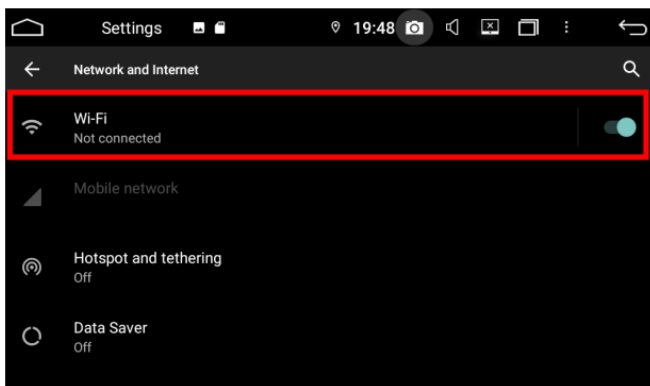 Settings 19:48
Network and Internet
Wi-Fi
Not connected
Mobile network
Hotspot and tethering
Off
Data Saver
Off